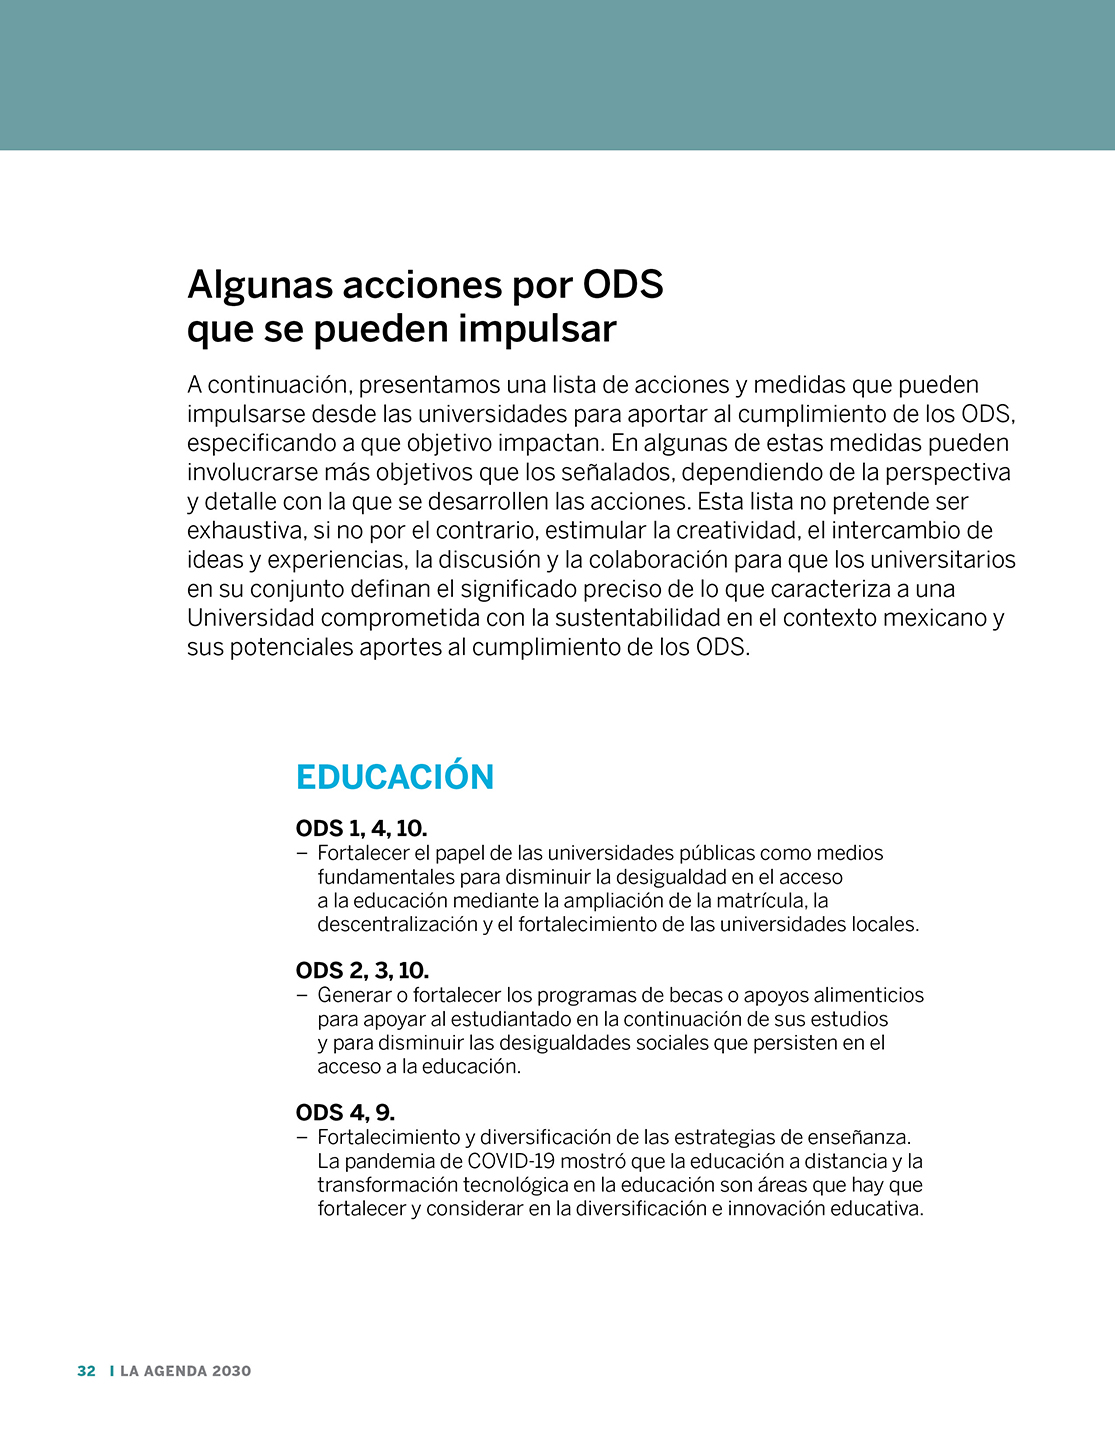 Algunas acciones por ODS
que se pueden impulsar
A continuación, presentamos una lista de acciones y medidas que pueden
impulsarse desde las universidades para aportar al cumplimiento de los ODS,
especificando a que objetivo impactan. En algunas de estas medidas pueden
involucrarse más objetivos que los señalados, dependiendo de la perspectiva
y detalle con la que se desarrollen las acciones. Esta lista no pretende ser
exhaustiva, si no por el contrario, estimular la creatividad, el intercambio de
ideas y experiencias, la discusión y la colaboración para que los universitarios
en su conjunto definan el significado preciso de lo que caracteriza a una
Universidad comprometida con la sustentabilidad en el contexto mexicano y
sus potenciales aportes al cumplimiento de los ODS.
EDUCACIÓN
ODS 1, 4, 10.
– Fortalecer el papel de las universidades públicas como medios
fundamentales para disminuir la desigualdad en el acceso
a la educación mediante la ampliación de la matrícula, la
descentralización y el fortalecimiento de las universidades locales.
ODS 2, 3, 10.
– Generar o fortalecer los programas de becas o apoyos alimenticios
para apoyar al estudiantado en la continuación de sus estudios
y para disminuir las desigualdades sociales que persisten en el
acceso a la educación.
ODS 4, 9.
– Fortalecimiento y diversificación de las estrategias de enseñanza.
La pandemia de COVID-19 mostró que la educación a distancia y la
transformación tecnológica en la educación son áreas que hay que
fortalecer y considerar en la diversificación e innovación educativa.
32 I LA AGENDA 2030